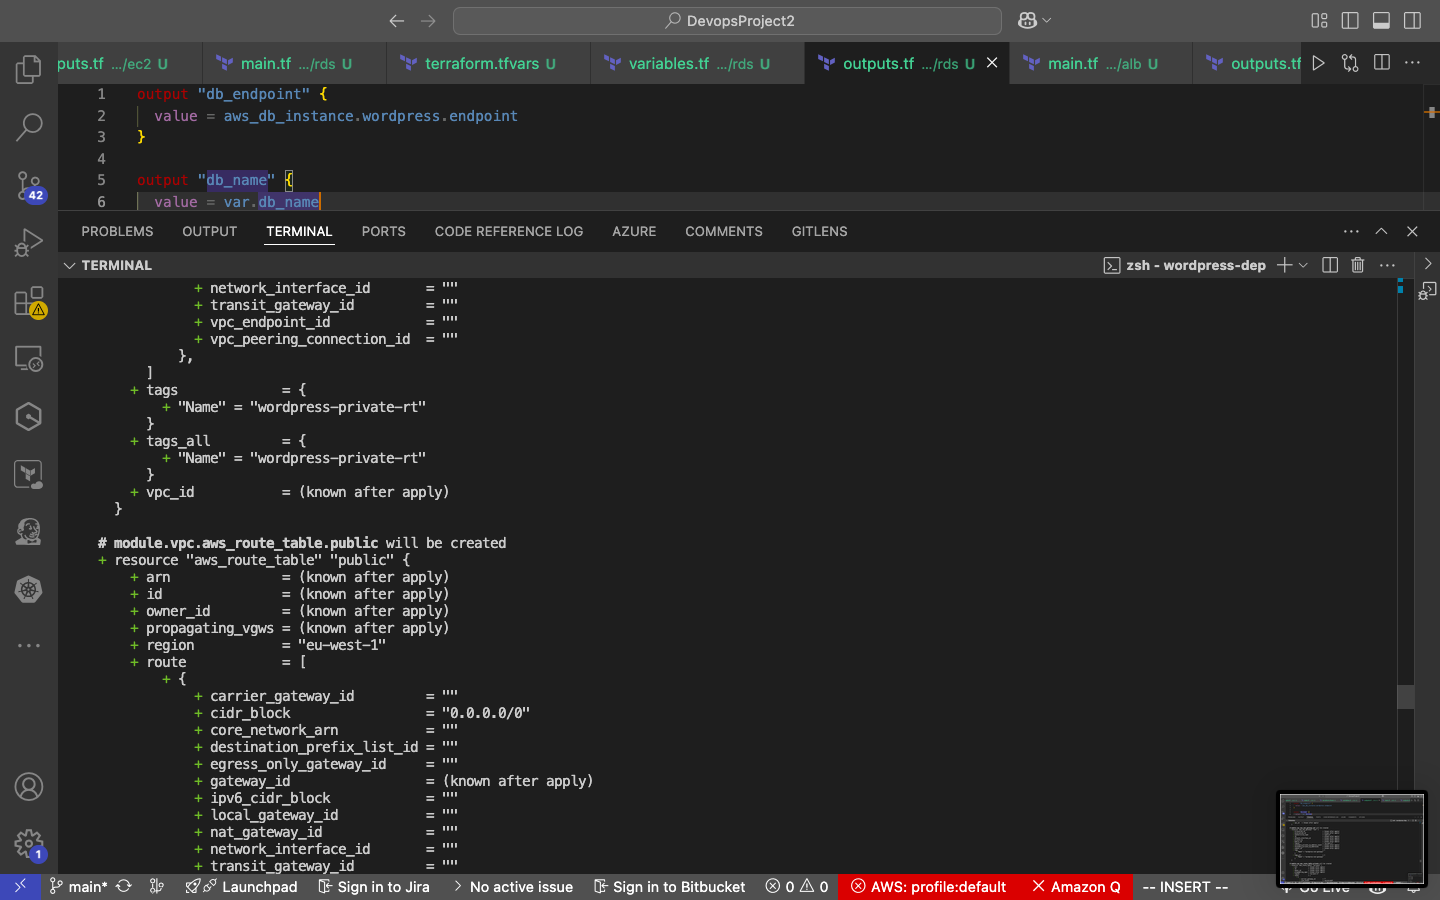 DevopsProject2
puts.tf .../ec2 U
main.tf .../rds U
terraform.tfvars U
variables.tf .../rds U
outputs.tf .../rds U
main.tf .../alb U
outputs.tf
1 output "db_endpoint" {
2 value = aws_db_instance.wordpress.endpoint
3 }
4
5 output "db_name" {
6 value = var.db_name
42
PROBLEMS OUTPUT TERMINAL PORTS CODE REFERENCE LOG AZURE COMMENTS GITLENS
TERMINAL
zsh - wordpress-dep
+ network_interface_id = ""
+ transit_gateway_id = ""
+ vpc_endpoint_id = ""
+ vpc_peering_connection_id = ""
},
]
+ tags = {
+ "Name" = "wordpress-private-rt"
}
+ tags_all = {
+ "Name" = "wordpress-private-rt"
}
+ vpc_id = (known after apply)
}
# module.vpc.aws_route_table.public will be created
+ resource "aws_route_table" "public" {
+ arn = (known after apply)
+ id = (known after apply)
+ owner_id = (known after apply)
+ propagating_vgws = (known after apply)
+ region = "eu-west-1"
+ route = [
+ {
+ carrier_gateway_id = ""
+ cidr_block = "0.0.0.0/0"
+ core_network_arn = ""
+ destination_prefix_list_id = ""
+ egress_only_gateway_id = ""
+ gateway_id = (known after apply)
+ ipv6_cidr_block = ""
+ local_gateway_id = ""
+ nat_gateway_id = ""
+ network_interface_id = ""
+ transit_gateway_id = ""
1
main* Launchpad Sign in to Jira No active issue Sign in to Bitbucket 0 0 AWS: profile:default Amazon Q -- INSERT -- Go Live